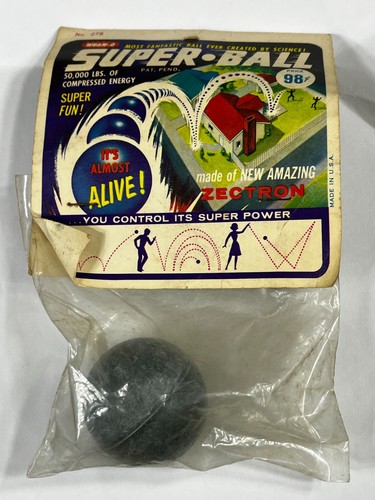 No. 278
WHAM-O MOST FANTASTIC BALL EVER CREATED BY SCIENCE!
SUPER·BALL
PAT. PEND.
PRICE
98¢
50,000 LBS. OF
COMPRESSED ENERGY
SUPER
FUN!
IT'S
ALMOST
ALIVE!
made of NEW AMAZING
ZECTRON
MADE IN U.S.A.
...YOU CONTROL ITS SUPER POWER